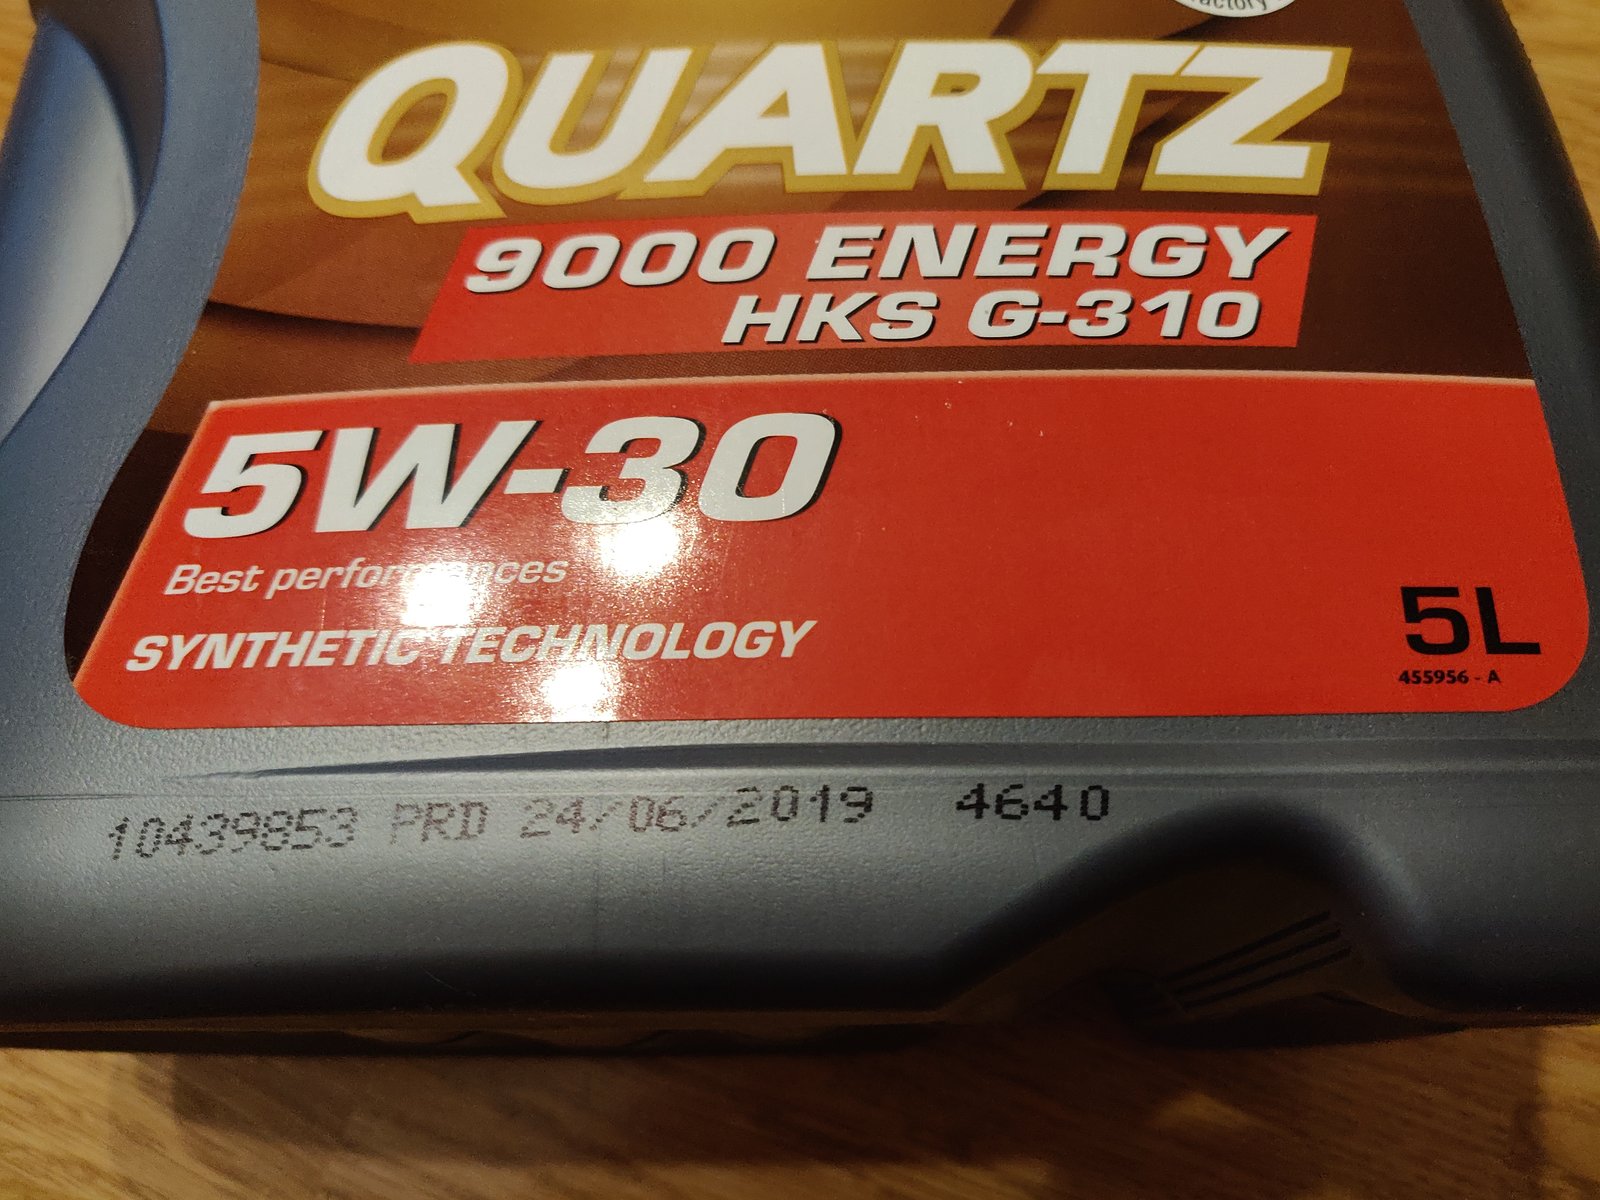 factory
QUARTZ
9000 ENERGY
HKS G-310
5W-30
Best performances
SYNTHETIC TECHNOLOGY
5L
455956 - A
10439853 PRD 24/06/2019 4640